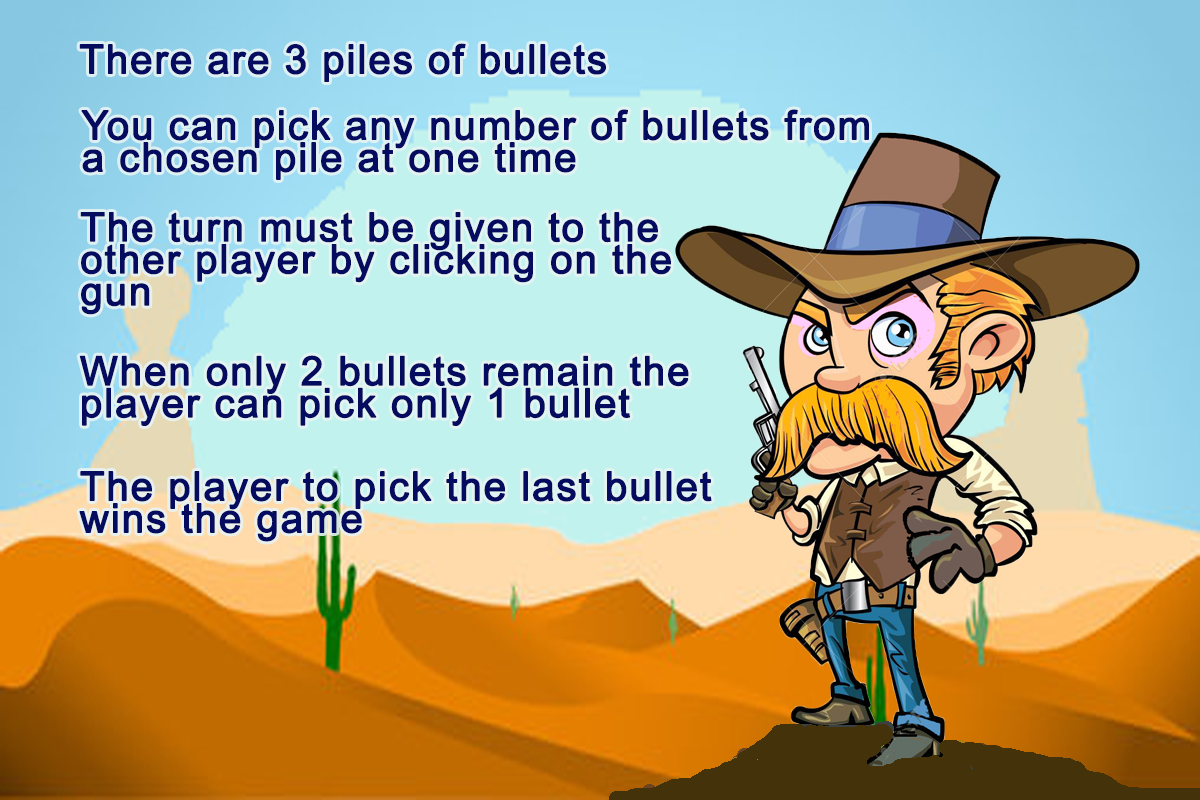 There are 3 piles of bullets
You can pick any number of bullets from
a chosen pile at one time
The turn must be given to the
other player by clicking on the
gun
When only 2 bullets remain the
player can pick only 1 bullet
The player to pick the last bullet
wins the game